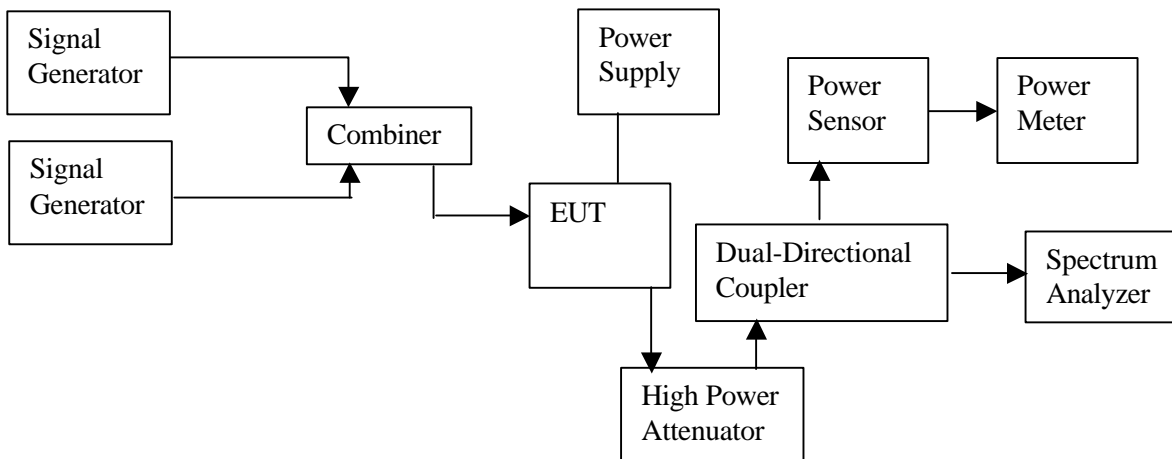 Signal
Generator
Power
Supply
Power
Sensor
Power
Meter
Combiner
Signal
Generator
EUT
Dual-Directional
Coupler
Spectrum
Analyzer
High Power
Attenuator